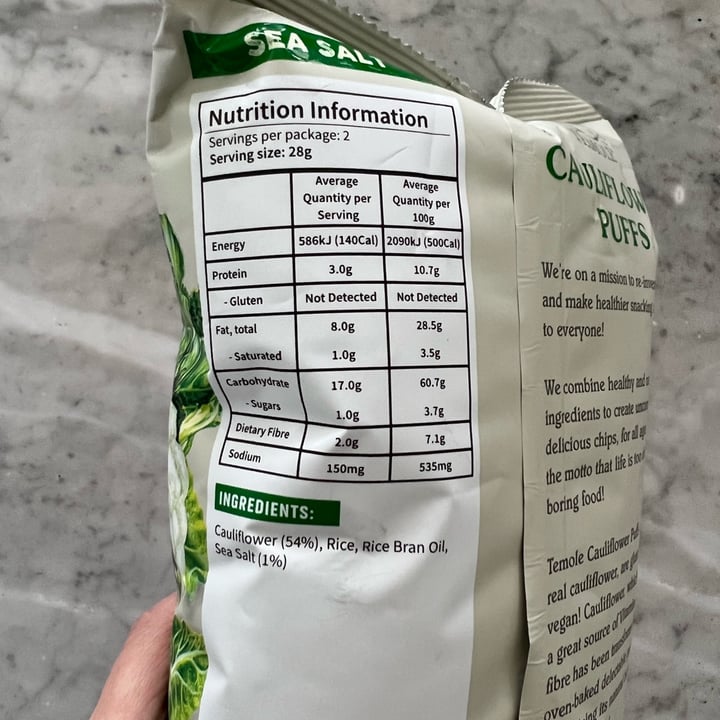 SEA SALT
Nutrition Information
Servings per package: 2
Serving size: 28g
Average Quantity per Serving
Average Quantity per 100g
Energy 586kJ (140Cal) 2090kJ (500Cal)
Protein 3.0g 10.7g
- Gluten Not Detected Not Detected
Fat, total 8.0g 28.5g
- Saturated 1.0g 3.5g
Carbohydrate 17.0g 60.7g
- Sugars 1.0g 3.7g
Dietary Fibre 2.0g 7.1g
Sodium 150mg 535mg
INGREDIENTS:
Cauliflower (54%), Rice, Rice Bran Oil,
Sea Salt (1%)
CAULIFLOW
PUFFS
We're on a mission to
and make healthier snacking
to everyone!
We combine healthy and
ingredients to create
delicious chips, for all
the motto that life is too
boring food!
Temole Cauliflower
real cauliflower, are
vegan! Cauliflower,
a great source of
fibre has been
oven-baked
its